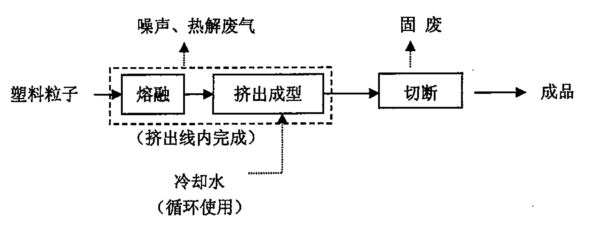 噪声、热解废气
固 废
塑料粒子
熔融
挤出成型
切断
成品
(挤出线内完成)
冷却水
(循环使用)